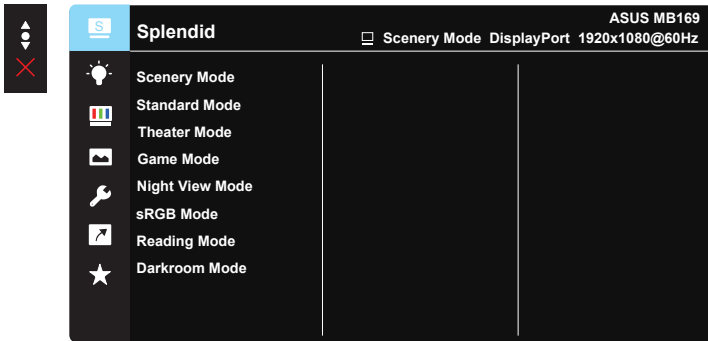 S
Splendid
ASUS MB169
Scenery Mode DisplayPort 1920x1080@60Hz
Scenery Mode
Standard Mode
Theater Mode
Game Mode
Night View Mode
sRGB Mode
Reading Mode
Darkroom Mode